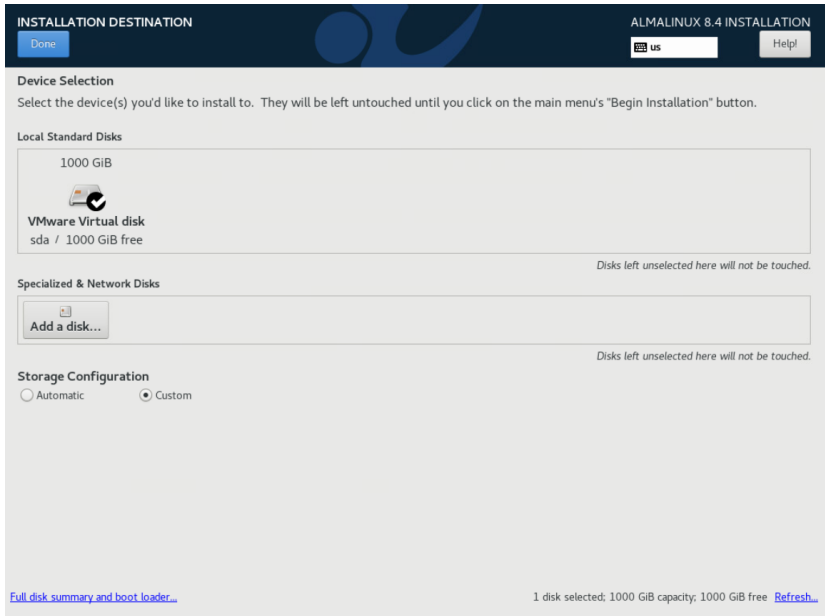 INSTALLATION DESTINATION
ALMALINUX 8.4 INSTALLATION
Done
us
Help!
Device Selection
Select the device(s) you'd like to install to. They will be left untouched until you click on the main menu's "Begin Installation" button.
Local Standard Disks
1000 GiB
VMware Virtual disk
sda / 1000 GiB free
Disks left unselected here will not be touched.
Specialized & Network Disks
Add a disk...
Disks left unselected here will not be touched.
Storage Configuration
Automatic
Custom
Full disk summary and boot loader...
1 disk selected; 1000 GiB capacity; 1000 GiB free Refresh...